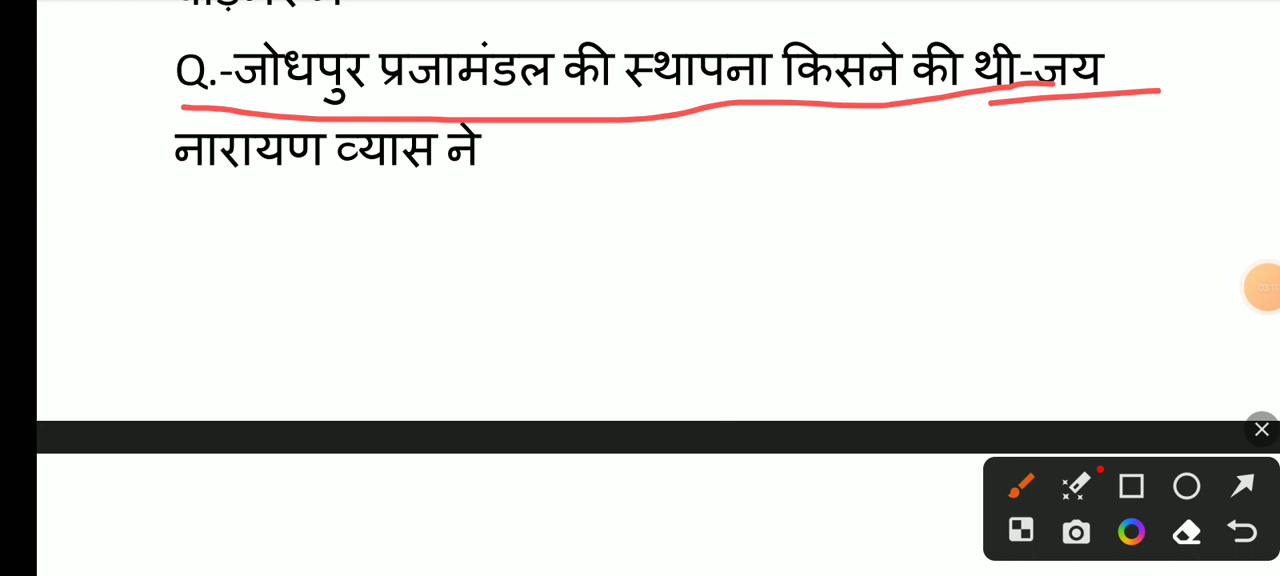 Q.-जोधपुर प्रजामंडल की स्थापना किसने की थी-जय
नारायण व्यास ने